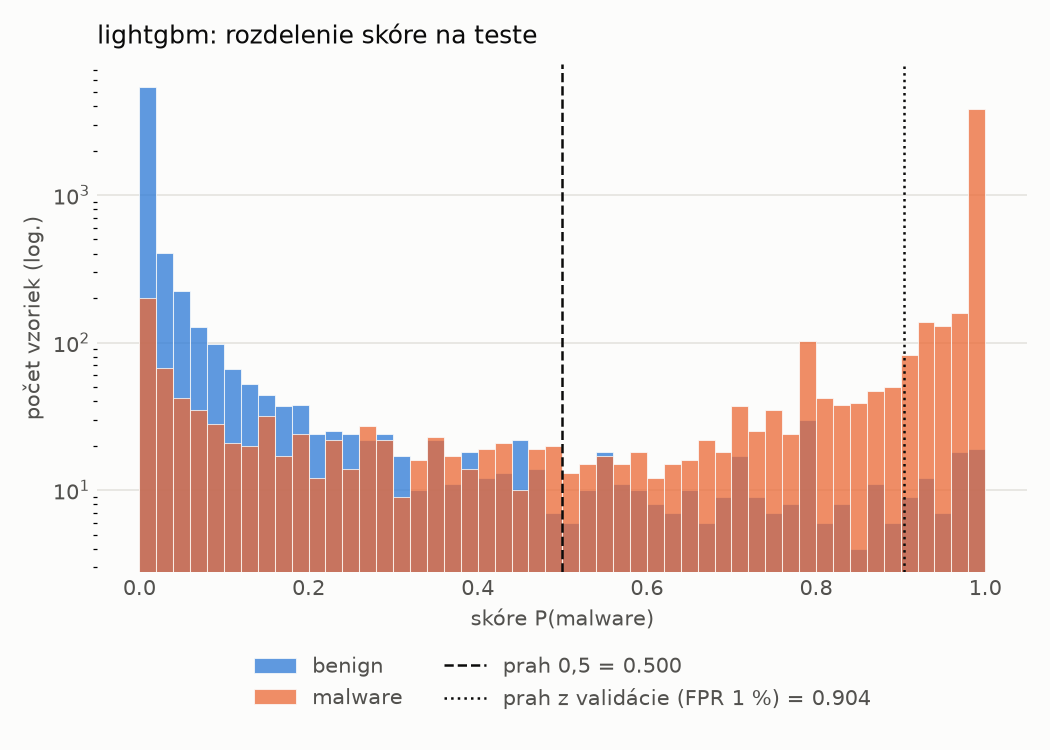 lightgbm: rozdelenie skóre na teste
počet vzoriek (log.)
10³
10²
10¹
0.0 0.2 0.4 0.6 0.8 1.0
skóre P(malware)
benign
malware
prah 0,5 = 0.500
prah z validácie (FPR 1 %) = 0.904